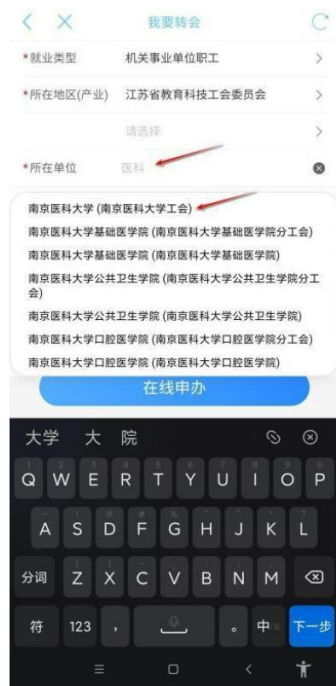 我要转会
*就业类型 机关事业单位职工
*所在地区(产业) 江苏省教育科技工会委员会
请选择
*所在单位 医科
南京医科大学 (南京医科大学工会)
南京医科大学基础医学院 (南京医科大学基础医学院分工会)
南京医科大学基础医学院 (南京医科大学基础医学院)
南京医科大学公共卫生学院 (南京医科大学公共卫生学院分工
会)
南京医科大学公共卫生学院 (南京医科大学公共卫生学院)
南京医科大学口腔医学院 (南京医科大学口腔医学院分工会)
南京医科大学口腔医学院 (南京医科大学口腔医学院)
在线申办
大学 大 院
Q W E R T Y U I O P
A S D F G H J K L
分词 Z X C V B N M
符 123 , 。 中 下一步